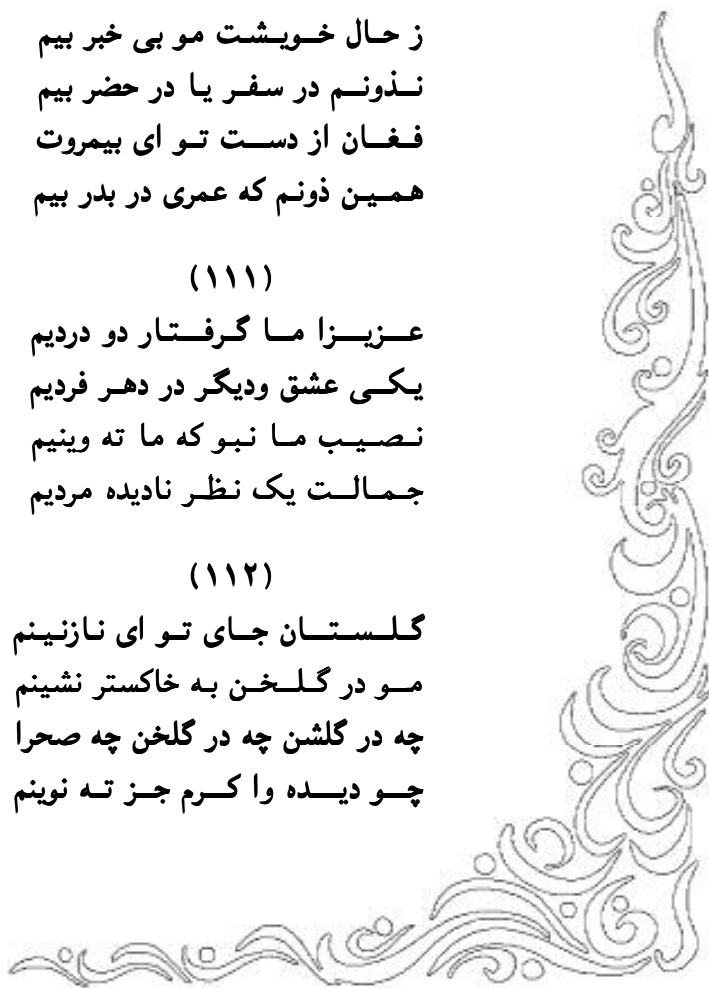 ز حال خویشت مو بی خبر بیم
نذونم در سفر یا در حضر بیم
فغان از دست تو ای بیمروت
همین ذونم که عمری در بدر بیم
(۱۱۱)
عزیزا ما گرفتار دو دردیم
یکی عشق ودیگر در دهر فردیم
نصیب ما نبو که ما ته وینیم
جمالت یک نظر نادیده مردیم
(۱۱۲)
گلستان جای تو ای نازنینم
مو در گلخن به خاکستر نشینم
چه در گلشن چه در گلخن چه صحرا
چو دیده وا کرم جز ته نوینم